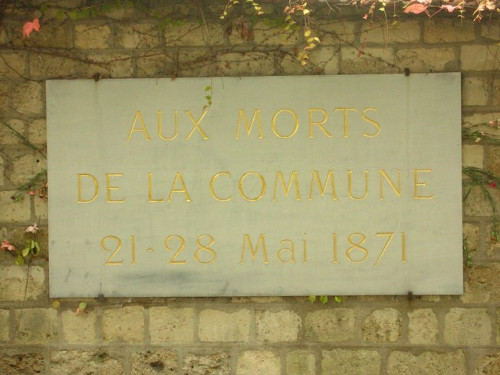 AUX MORTS
DE LA COMMUNE
21-28 Mai 1871